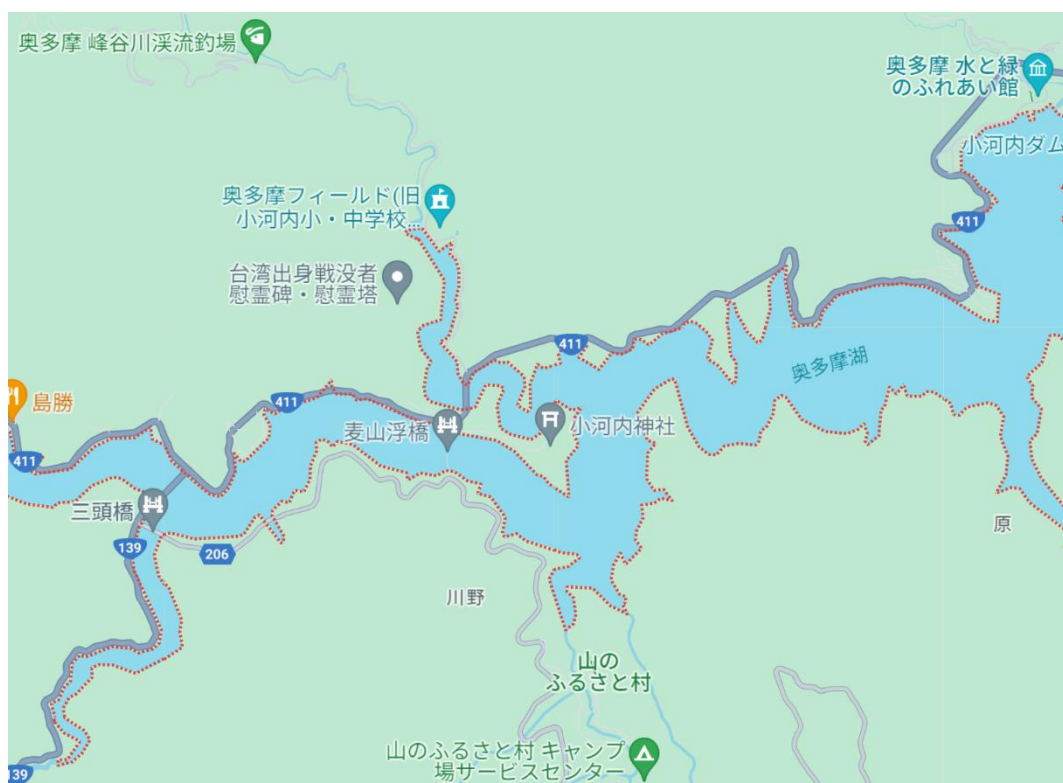 奥多摩 峰谷川渓流釣場
奥多摩 水と緑
のふれあい館
小河内ダム
奥多摩フィールド(旧
小河内小・中学校...
411
台湾出身戦没者
慰霊碑・慰霊塔
411
奥多摩湖
島勝
411
麦山浮橋
小河内神社
411
三頭橋
原
139
206
川野
山の
ふるさと村
山のふるさと村 キャンプ
場サービスセンター
139